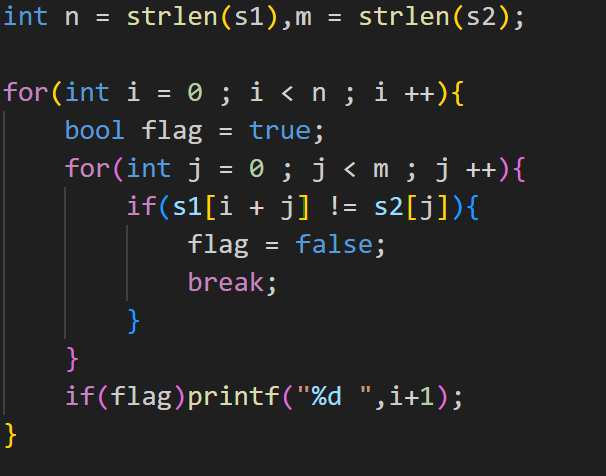 int n = strlen(s1),m = strlen(s2);
for(int i = 0 ; i < n ; i ++){
bool flag = true;
for(int j = 0 ; j < m ; j ++){
if(s1[i + j] != s2[j]){
flag = false;
break;
}
}
if(flag)printf("%d ",i+1);
}